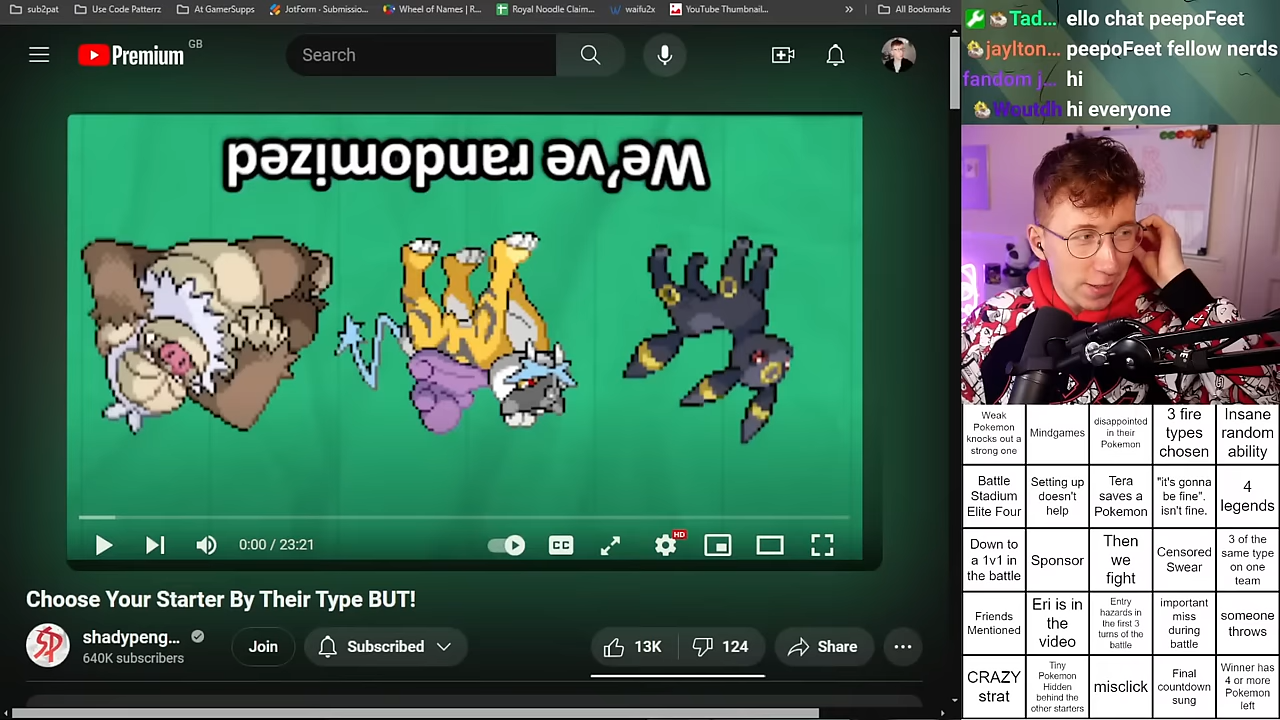 sub2pat
Use Code Patterrz
At GamerSupps
JotForm · Submissio...
Wheel of Names | R...
Royal Noodle Claim...
waifu2x
YouTube Thumbnail...
»
All Bookmarks
Premium GB
Search
We've randomized
0:00 / 23:21
CC
HD
Choose Your Starter By Their Type BUT!
SP
shadypeng...
640K subscribers
Join
Subscribed
13K
124
Share
Tad... ello chat peepoFeet
jaylton... peepoFeet fellow nerds
fandom j... hi
Woutdh hi everyone
Weak Pokemon knocks out a strong one
Mindgames
disappointed in their Pokemon
3 fire types chosen
Insane random ability
Battle Stadium Elite Four
Setting up doesn't help
Tera saves a Pokemon
"it's gonna be fine". isn't fine.
4 legends
Down to a 1v1 in the battle
Sponsor
Then we fight
Censored Swear
3 of the same type on one team
Friends Mentioned
Eri is in the video
Entry hazards in the first 3 turns of the battle
important miss during battle
someone throws
CRAZY strat
Tiny Pokemon Hidden behind the other starters
misclick
Final countdown sung
Winner has 4 or more Pokemon left